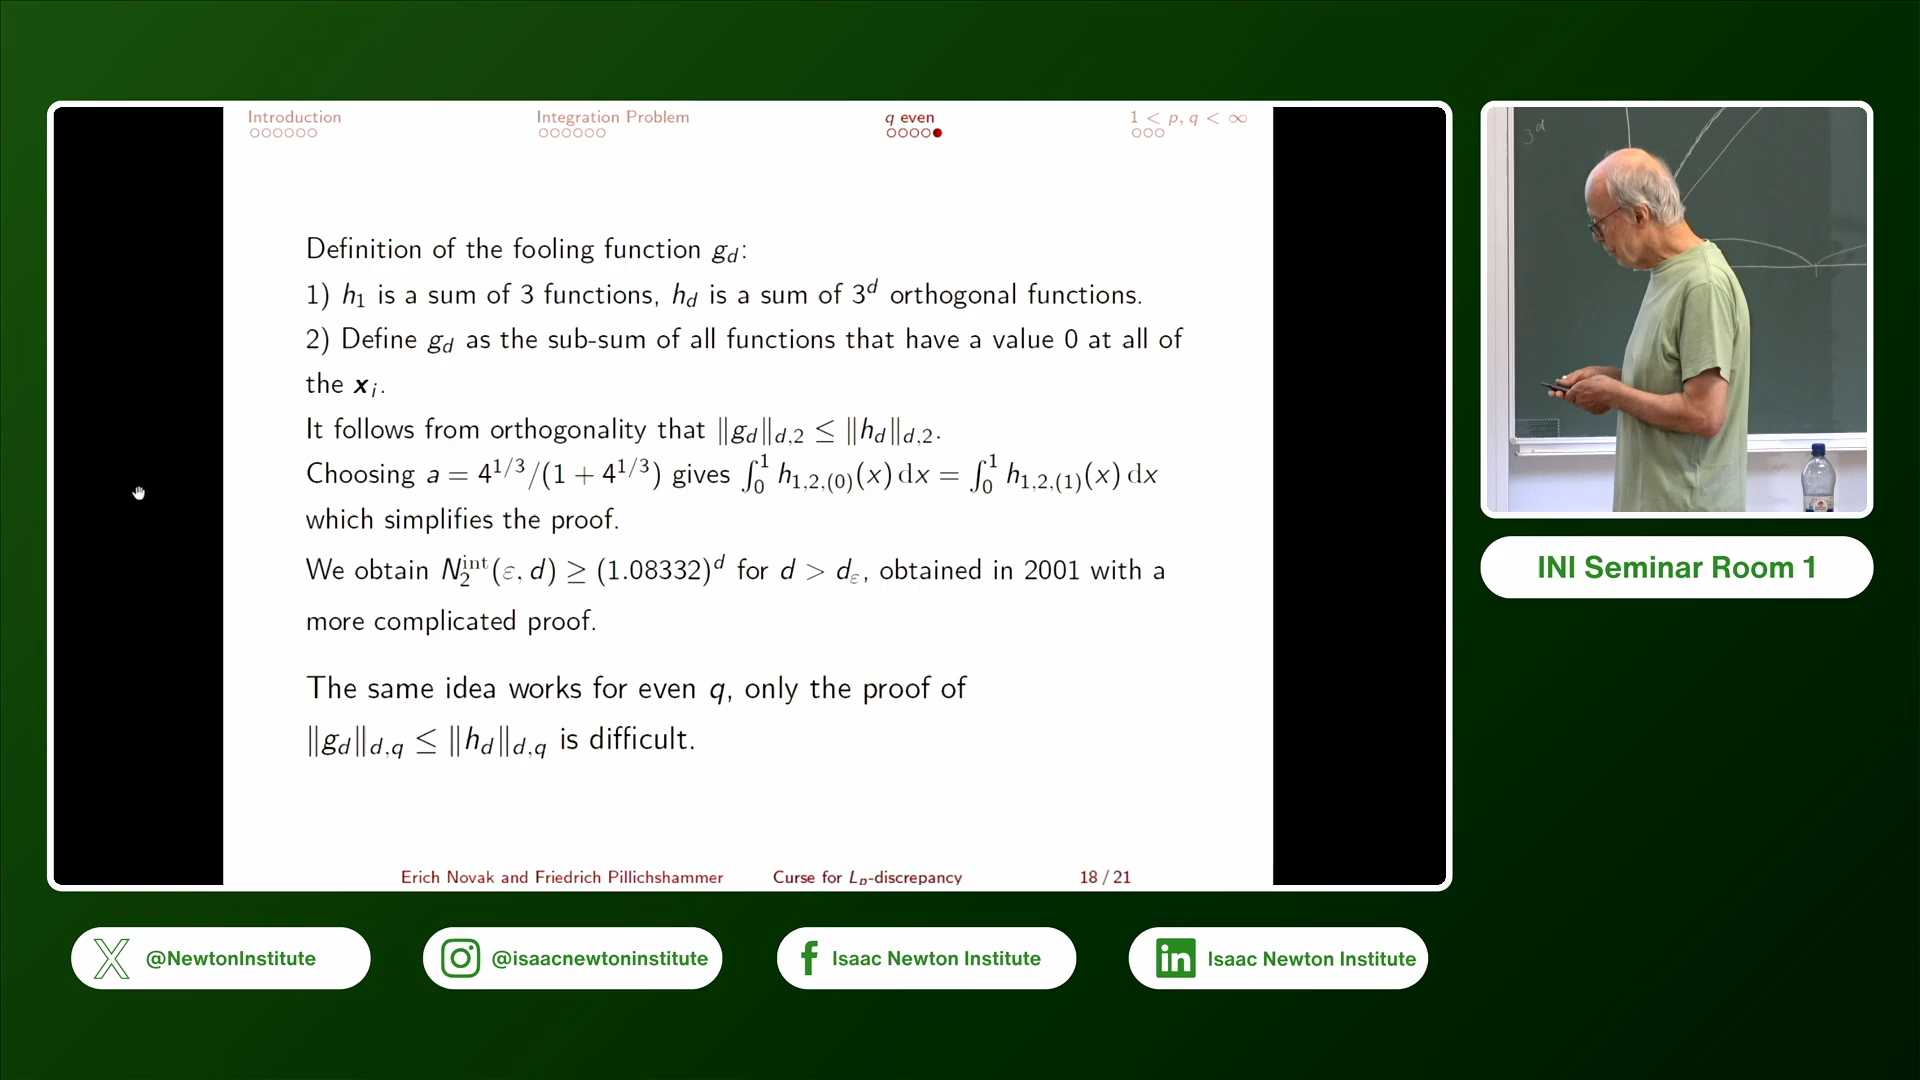 Introduction
Integration Problem
q even
1 < p, q < ∞
Definition of the fooling function g_d:
1) h_1 is a sum of 3 functions, h_d is a sum of 3^d orthogonal functions.
2) Define g_d as the sub-sum of all functions that have a value 0 at all of
the x_i.
It follows from orthogonality that ‖g_d‖_{d,2} ≤ ‖h_d‖_{d,2}.
Choosing a = 4^{1/3}/(1 + 4^{1/3}) gives ∫_0^1 h_{1,2,(0)}(x) dx = ∫_0^1 h_{1,2,(1)}(x) dx
which simplifies the proof.
We obtain N_2^{int}(ε, d) ≥ (1.08332)^d for d > d_ε, obtained in 2001 with a
more complicated proof.
The same idea works for even q, only the proof of
‖g_d‖_{d,q} ≤ ‖h_d‖_{d,q} is difficult.
Erich Novak and Friedrich Pillichshammer
Curse for L_p-discrepancy
18 / 21
3^d
INI Seminar Room 1
@NewtonInstitute
@isaacnewtoninstitute
Isaac Newton Institute
Isaac Newton Institute